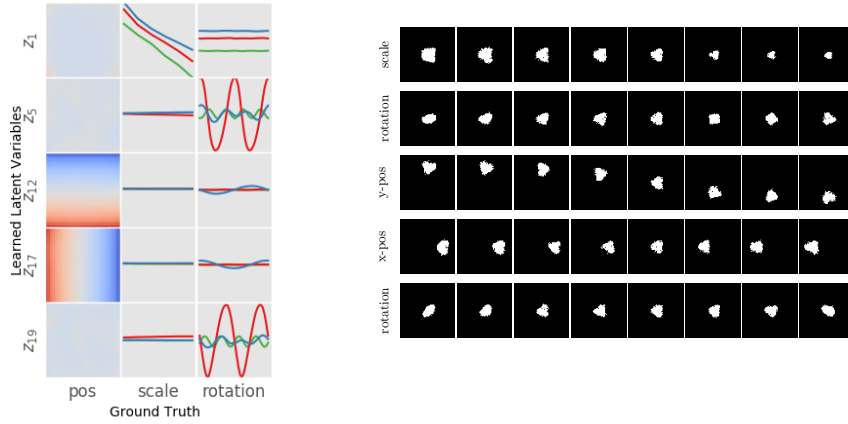 Learned Latent Variables
Z1
Z5
Z12
Z17
Z19
pos scale rotation
Ground Truth
scale
rotation
y-pos
x-pos
rotation